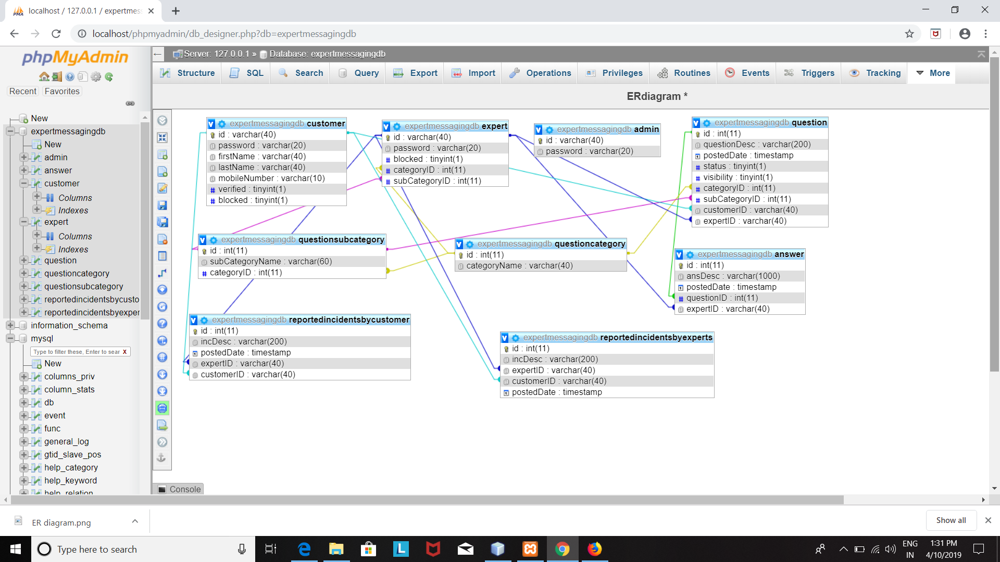 localhost / 127.0.0.1 / expertmes
localhost/phpmyadmin/db_designer.php?db=expertmessagingdb
phpMyAdmin
Recent
Favorites
New
expertmessagingdb
New
admin
answer
customer
Columns
Indexes
expert
Columns
Indexes
question
questioncategory
questionsubcategory
reportedincidentsbycusto
reportedincidentsbyexper
information_schema
mysql
Type to filter these, Enter to sear X
New
columns_priv
column_stats
db
event
func
general_log
gtid_slave_pos
help_category
help_keyword
help_relation
Server: 127.0.0.1 » Database: expertmessagingdb
Structure
SQL
Search
Query
Export
Import
Operations
Privileges
Routines
Events
Triggers
Tracking
More
ERdiagram *
expertmessagingdb customer
id : varchar(40)
password : varchar(20)
firstName : varchar(40)
lastName : varchar(40)
mobileNumber : varchar(10)
verified : tinyint(1)
blocked : tinyint(1)
expertmessagingdb expert
id : varchar(40)
password : varchar(20)
blocked : tinyint(1)
categoryID : int(11)
subCategoryID : int(11)
expertmessagingdb admin
id : varchar(40)
password : varchar(20)
expertmessagingdb question
id : int(11)
questionDesc : varchar(200)
postedDate : timestamp
status : tinyint(1)
visibility : tinyint(1)
categoryID : int(11)
subCategoryID : int(11)
customerID : varchar(40)
expertID : varchar(40)
expertmessagingdb questionsubcategory
id : int(11)
subCategoryName : varchar(60)
categoryID : int(11)
expertmessagingdb questioncategory
id : int(11)
categoryName : varchar(40)
expertmessagingdb answer
id : int(11)
ansDesc : varchar(1000)
postedDate : timestamp
questionID : int(11)
expertID : varchar(40)
expertmessagingdb reportedincidentsbycustomer
id : int(11)
incDesc : varchar(200)
postedDate : timestamp
expertID : varchar(40)
customerID : varchar(40)
expertmessagingdb reportedincidentsbyexperts
id : int(11)
incDesc : varchar(200)
expertID : varchar(40)
customerID : varchar(40)
postedDate : timestamp
Console
ER diagram.png
Show all
Type here to search
ENG
IN
1:31 PM
4/10/2019